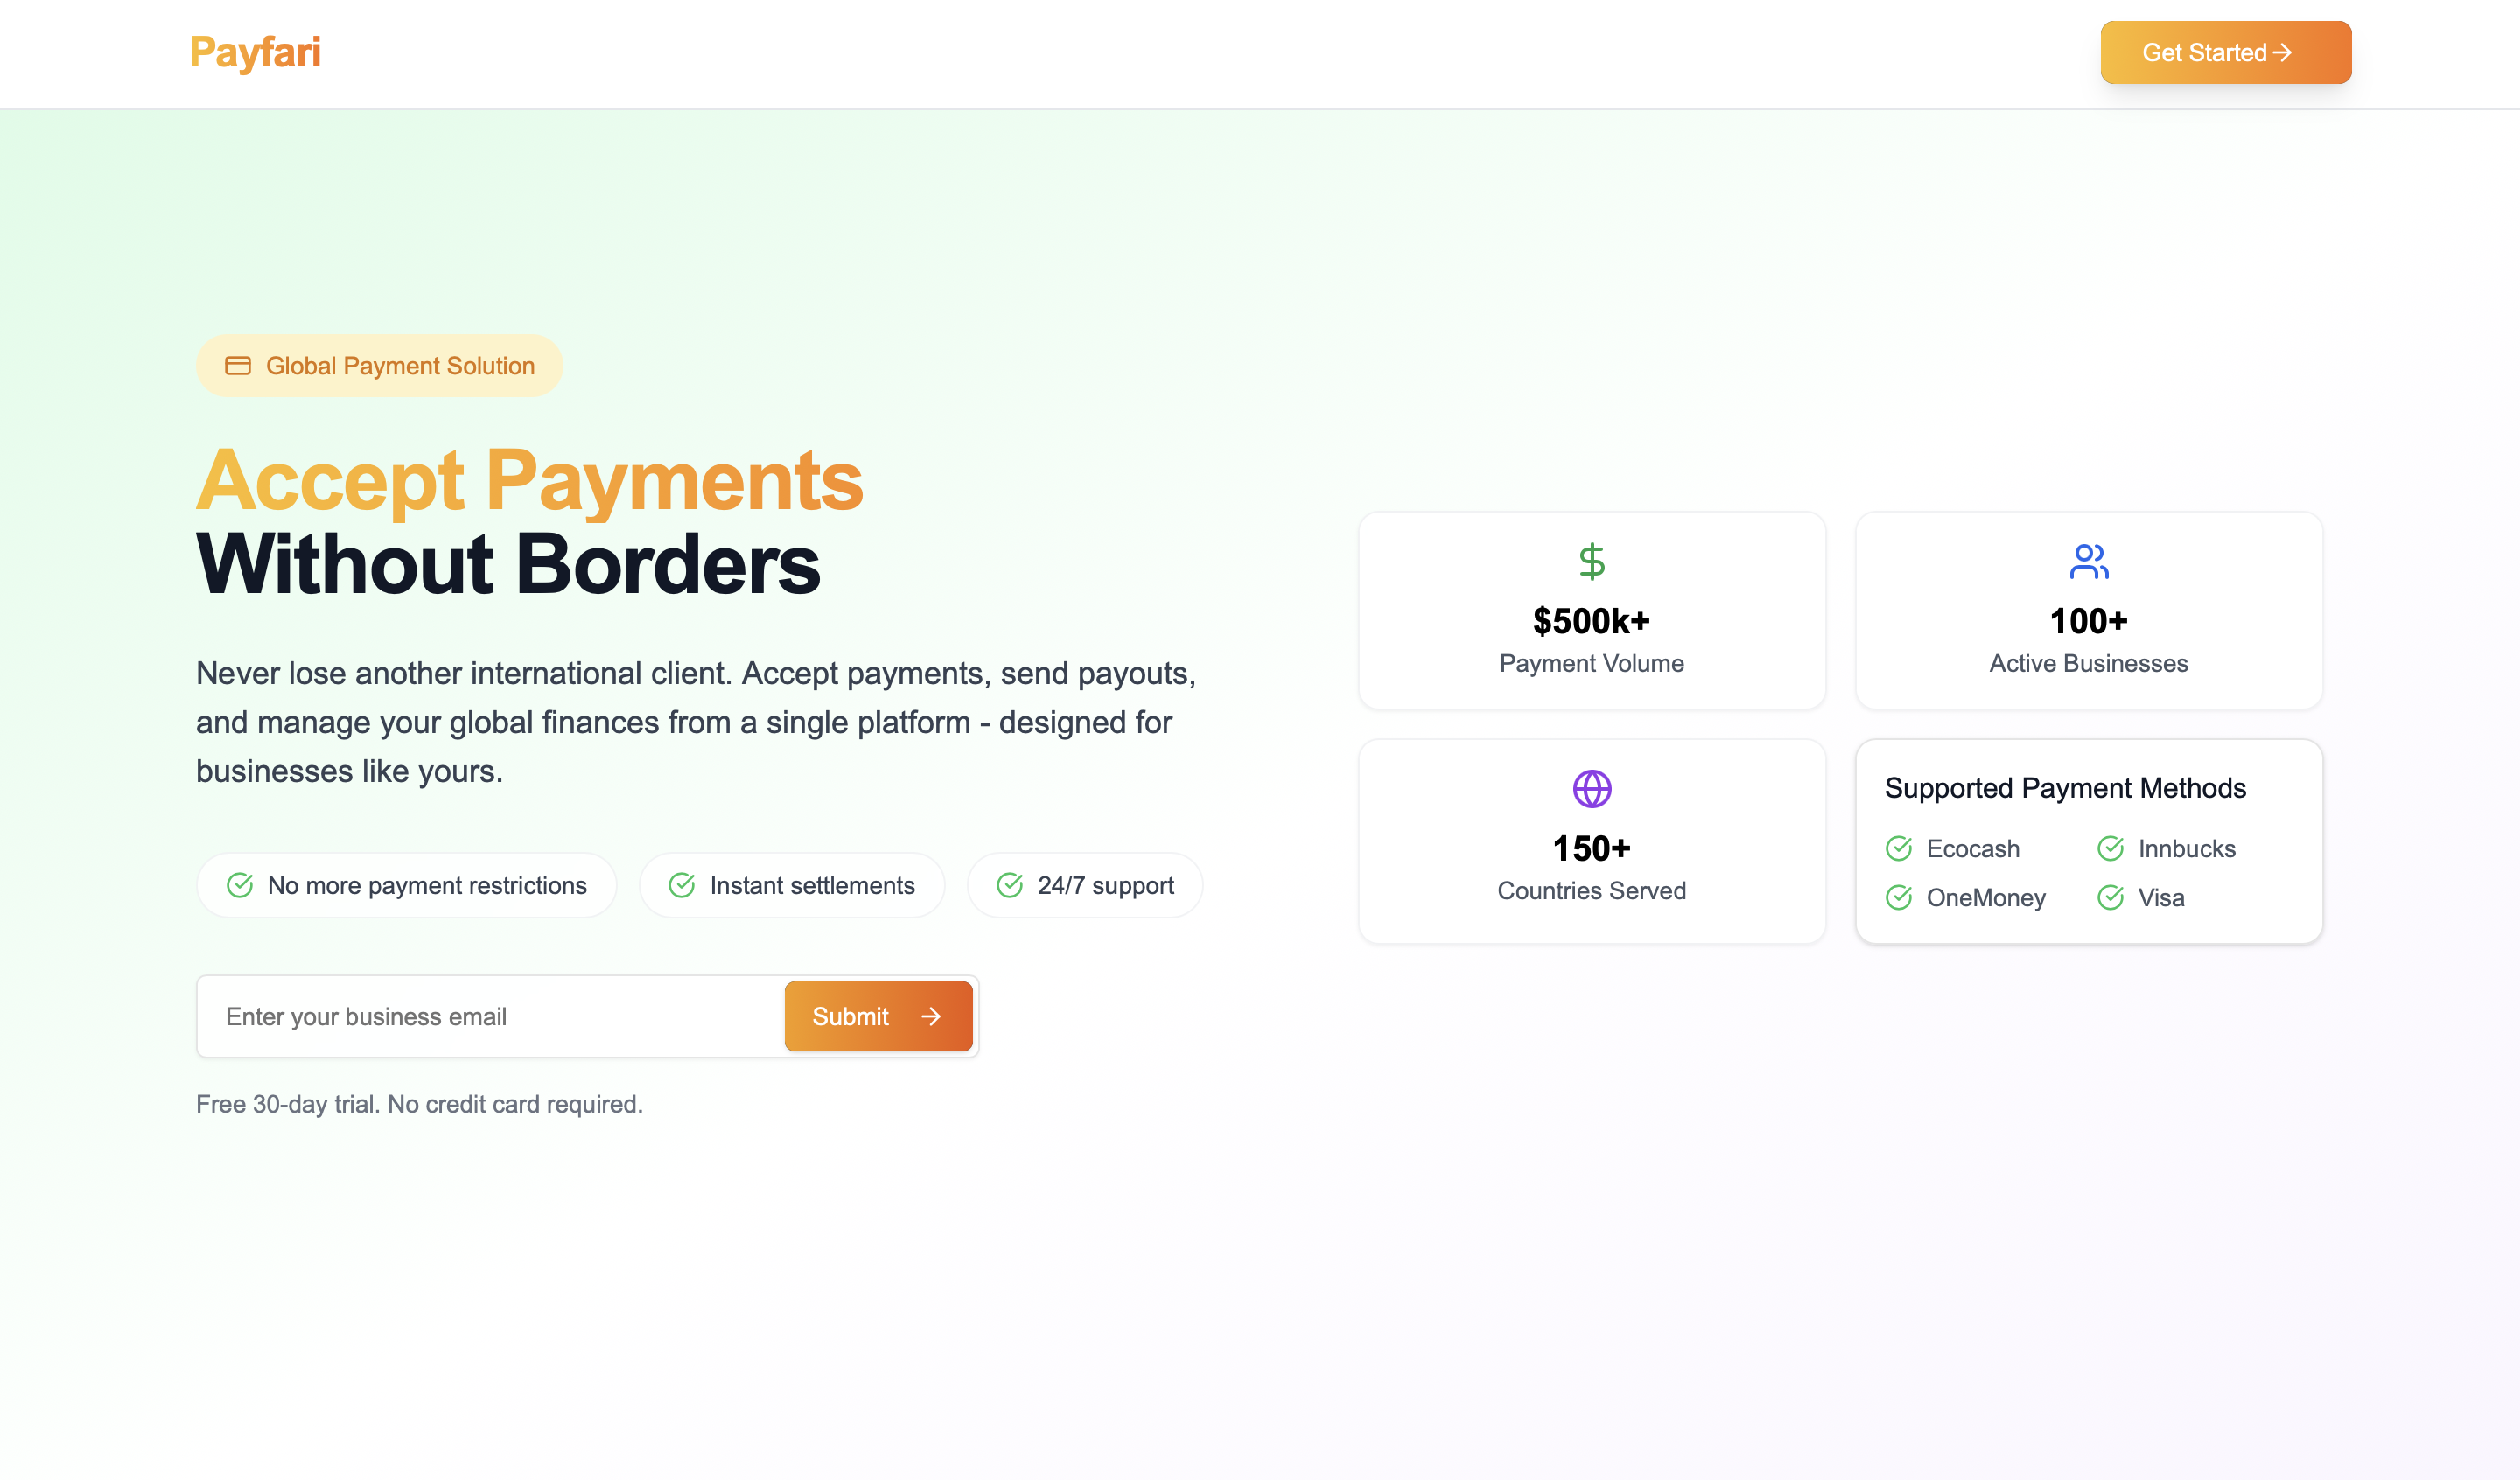 Payfari
Get Started
Global Payment Solution
Accept Payments
Without Borders
Never lose another international client. Accept payments, send payouts,
and manage your global finances from a single platform - designed for
businesses like yours.
No more payment restrictions
Instant settlements
24/7 support
Enter your business email
Submit
Free 30-day trial. No credit card required.
$500k+
Payment Volume
100+
Active Businesses
150+
Countries Served
Supported Payment Methods
Ecocash
Innbucks
OneMoney
Visa